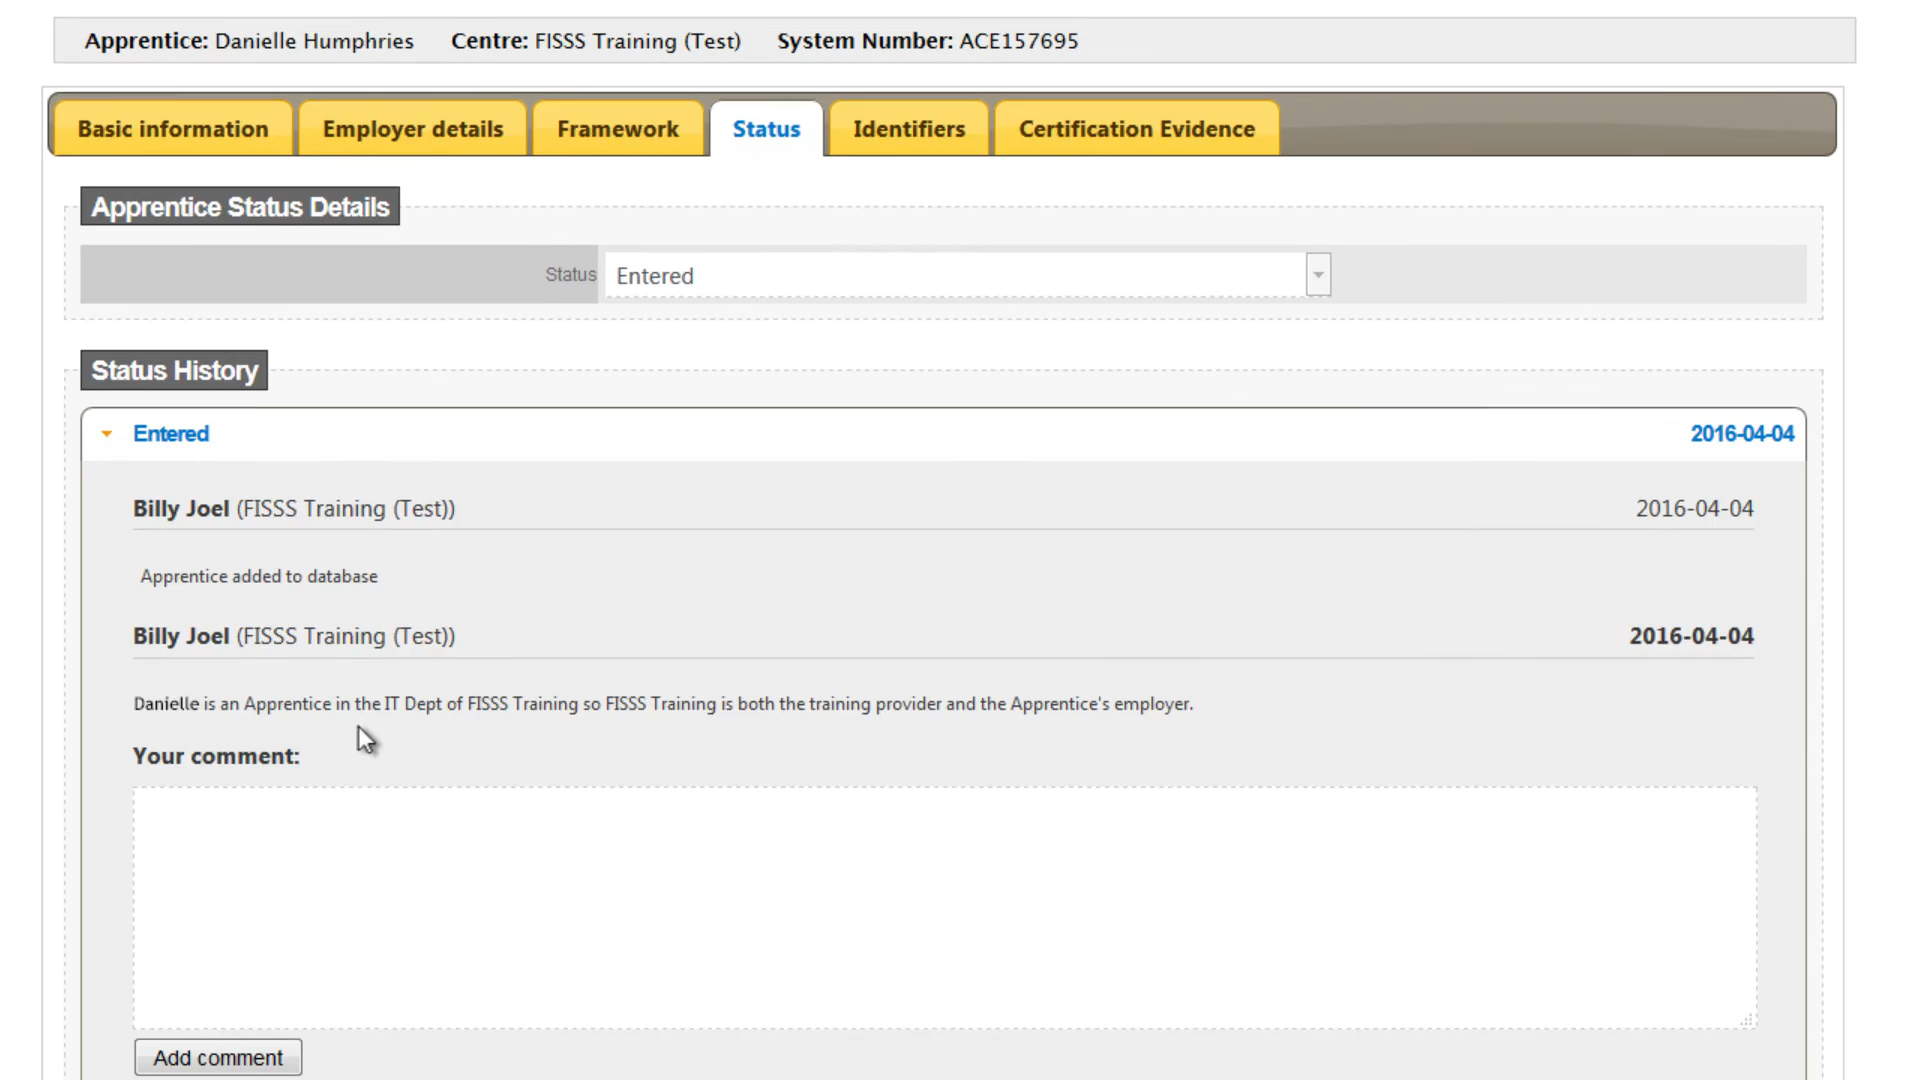 Apprentice: Danielle Humphries Centre: FISSS Training (Test) System Number: ACE157695
Basic information Employer details Framework Status Identifiers Certification Evidence
Apprentice Status Details
Status Entered
Status History
Entered 2016-04-04
Billy Joel (FISSS Training (Test)) 2016-04-04
Apprentice added to database
Billy Joel (FISSS Training (Test)) 2016-04-04
Danielle is an Apprentice in the IT Dept of FISSS Training so FISSS Training is both the training provider and the Apprentice's employer.
Your comment:
Add comment